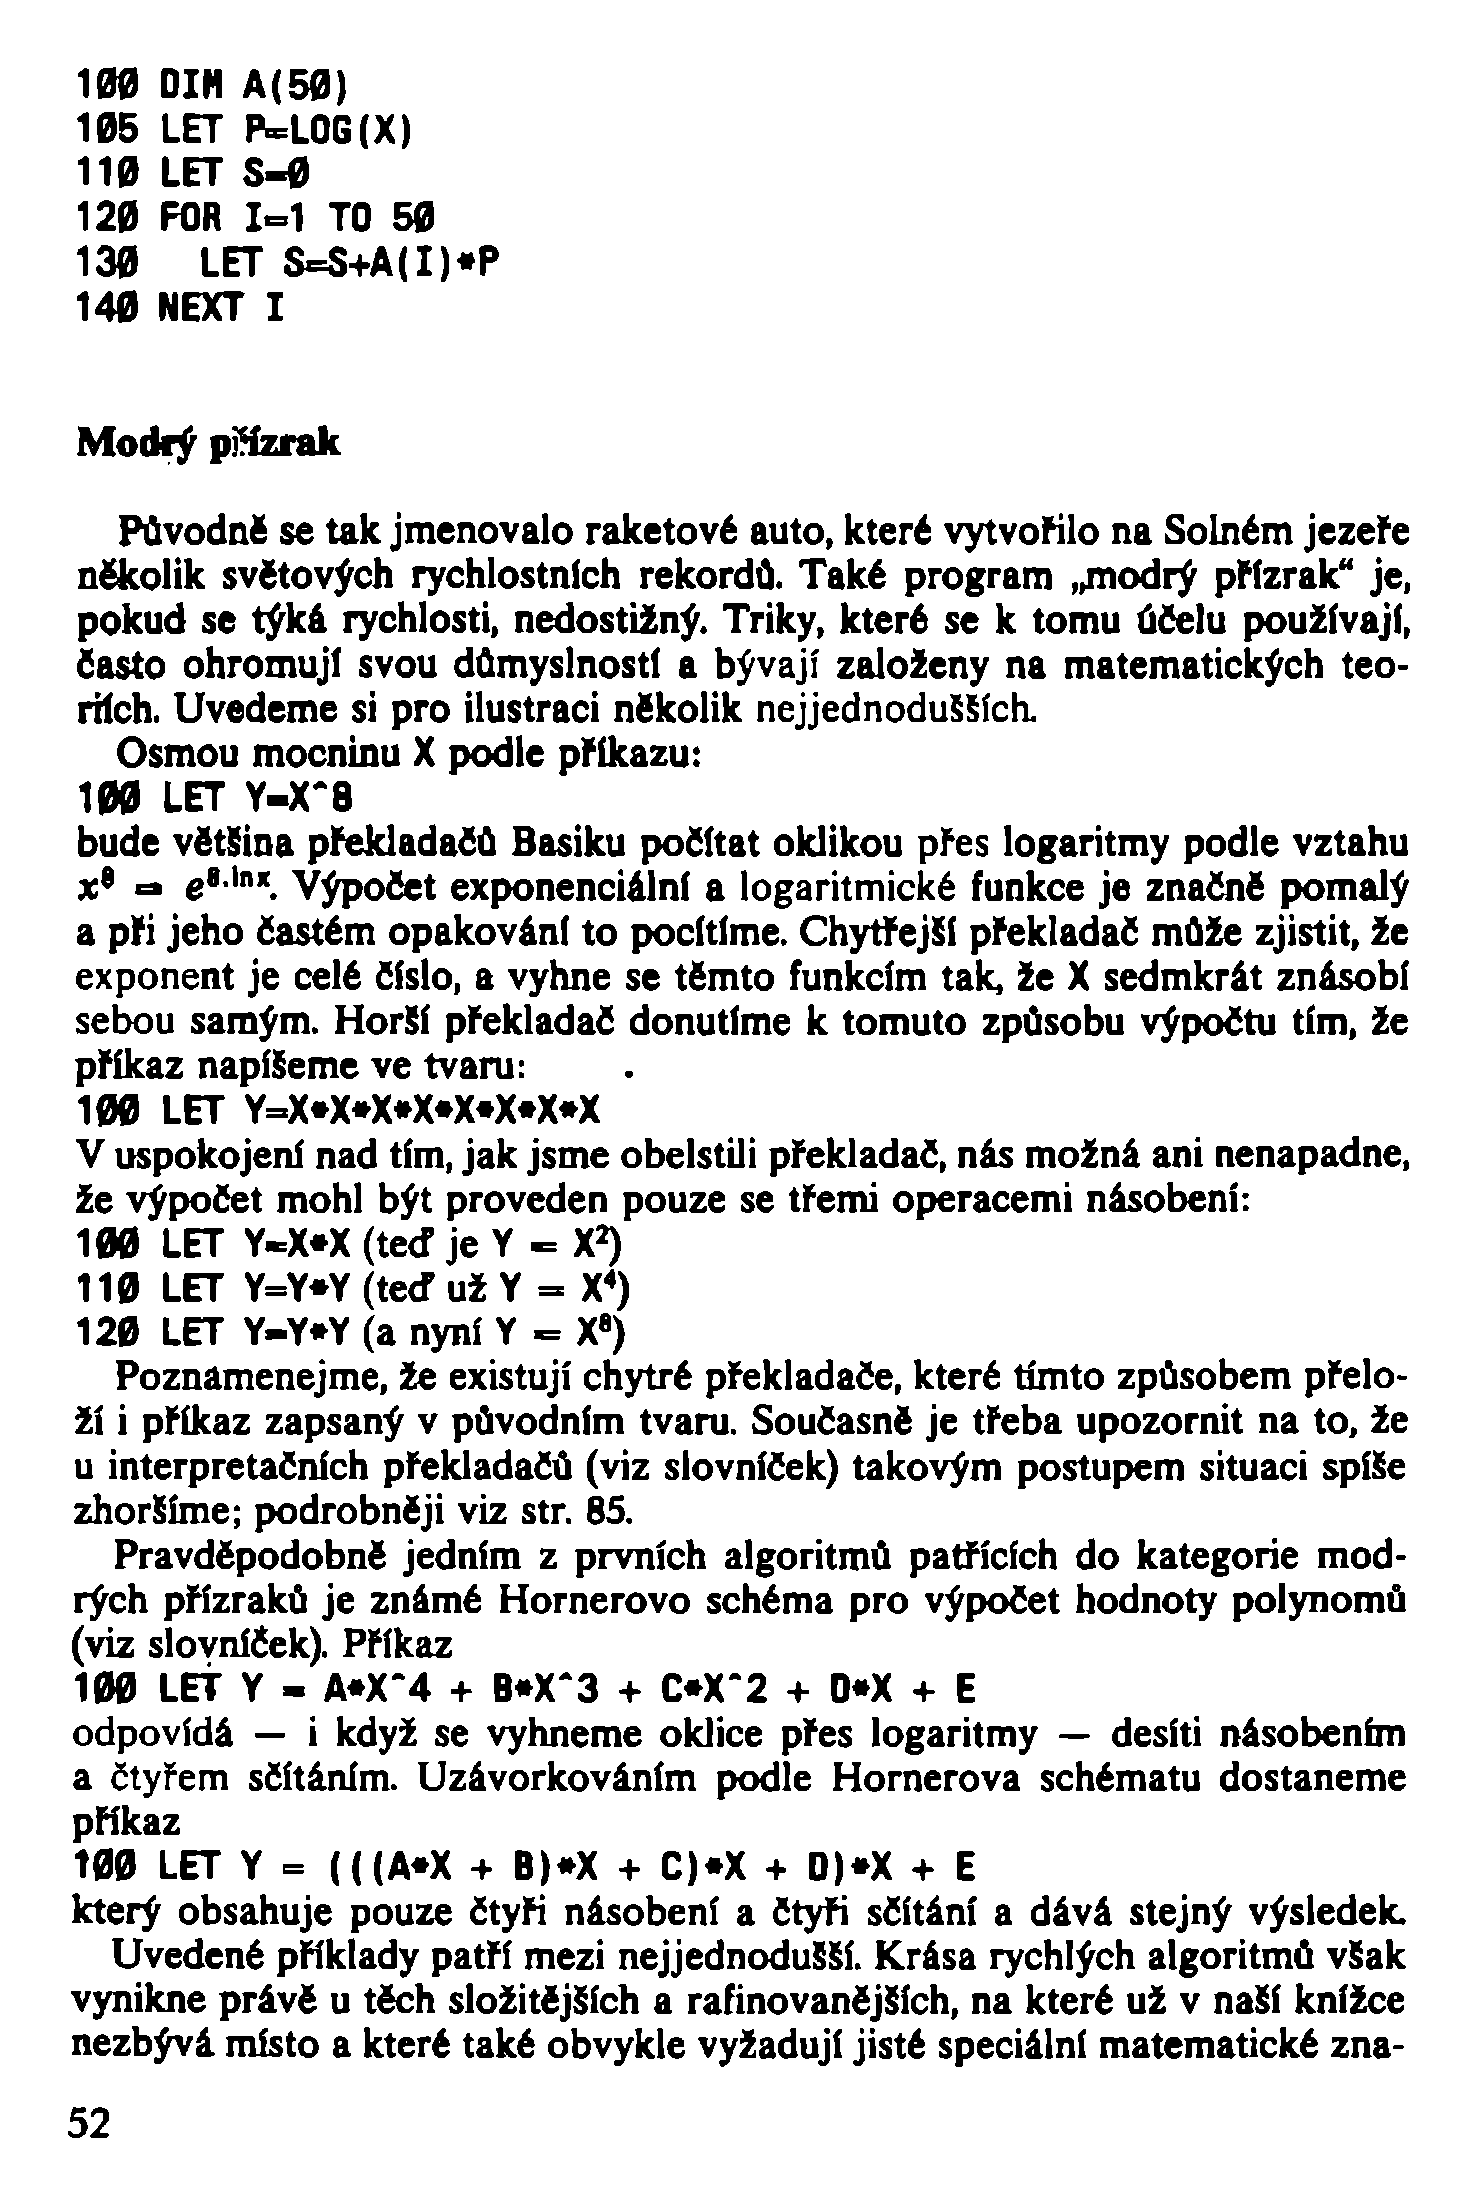 100 DIM A(50)
105 LET P=LOG(X)
110 LET S=0
120 FOR I=1 TO 50
130 LET S=S+A(I)*P
140 NEXT I
Modrý přízrak
Původně se tak jmenovalo raketové auto, které vytvořilo na Solném jezeře
několik světových rychlostních rekordů. Také program „modrý přízrak“ je,
pokud se týká rychlosti, nedostižný. Triky, které se k tomu účelu používají,
často ohromují svou důmyslností a bývají založeny na matematických teo-
riích. Uvedeme si pro ilustraci několik nejjednodušších.
Osmou mocninu X podle příkazu:
100 LET Y=X^8
bude většina překladačů Basiku počítat oklikou přes logaritmy podle vztahu
x⁸ = e⁸·ˡⁿˣ. Výpočet exponenciální a logaritmické funkce je značně pomalý
a při jeho častém opakování to pocítíme. Chytřejší překladač může zjistit, že
exponent je celé číslo, a vyhne se těmto funkcím tak, že X sedmkrát znásobí
sebou samým. Horší překladač donutíme k tomuto způsobu výpočtu tím, že
příkaz napíšeme ve tvaru:
100 LET Y=X*X*X*X*X*X*X*X
V uspokojení nad tím, jak jsme obelstili překladač, nás možná ani nenapadne,
že výpočet mohl být proveden pouze se třemi operacemi násobení:
100 LET Y=X*X (teď je Y = X²)
110 LET Y=Y*Y (teď už Y = X⁴)
120 LET Y=Y*Y (a nyní Y = X⁸)
Poznamenejme, že existují chytré překladače, které tímto způsobem přelo-
ží i příkaz zapsaný v původním tvaru. Současně je třeba upozornit na to, že
u interpretačních překladačů (viz slovníček) takovým postupem situaci spíše
zhoršíme; podrobněji viz str. 85.
Pravděpodobně jedním z prvních algoritmů patřících do kategorie mod-
rých přízraků je známé Hornerovo schéma pro výpočet hodnoty polynomů
(viz slovníček). Příkaz
100 LET Y = A*X^4 + B*X^3 + C*X^2 + D*X + E
odpovídá — i když se vyhneme oklice přes logaritmy — desíti násobením
a čtyřem sčítáním. Uzávorkováním podle Hornerova schématu dostaneme
příkaz
100 LET Y = (((A*X + B)*X + C)*X + D)*X + E
který obsahuje pouze čtyři násobení a čtyři sčítání a dává stejný výsledek.
Uvedené příklady patří mezi nejjednodušší. Krása rychlých algoritmů však
vynikne právě u těch složitějších a rafinovanějších, na které už v naší knížce
nezbývá místo a které také obvykle vyžadují jisté speciální matematické zna-
52